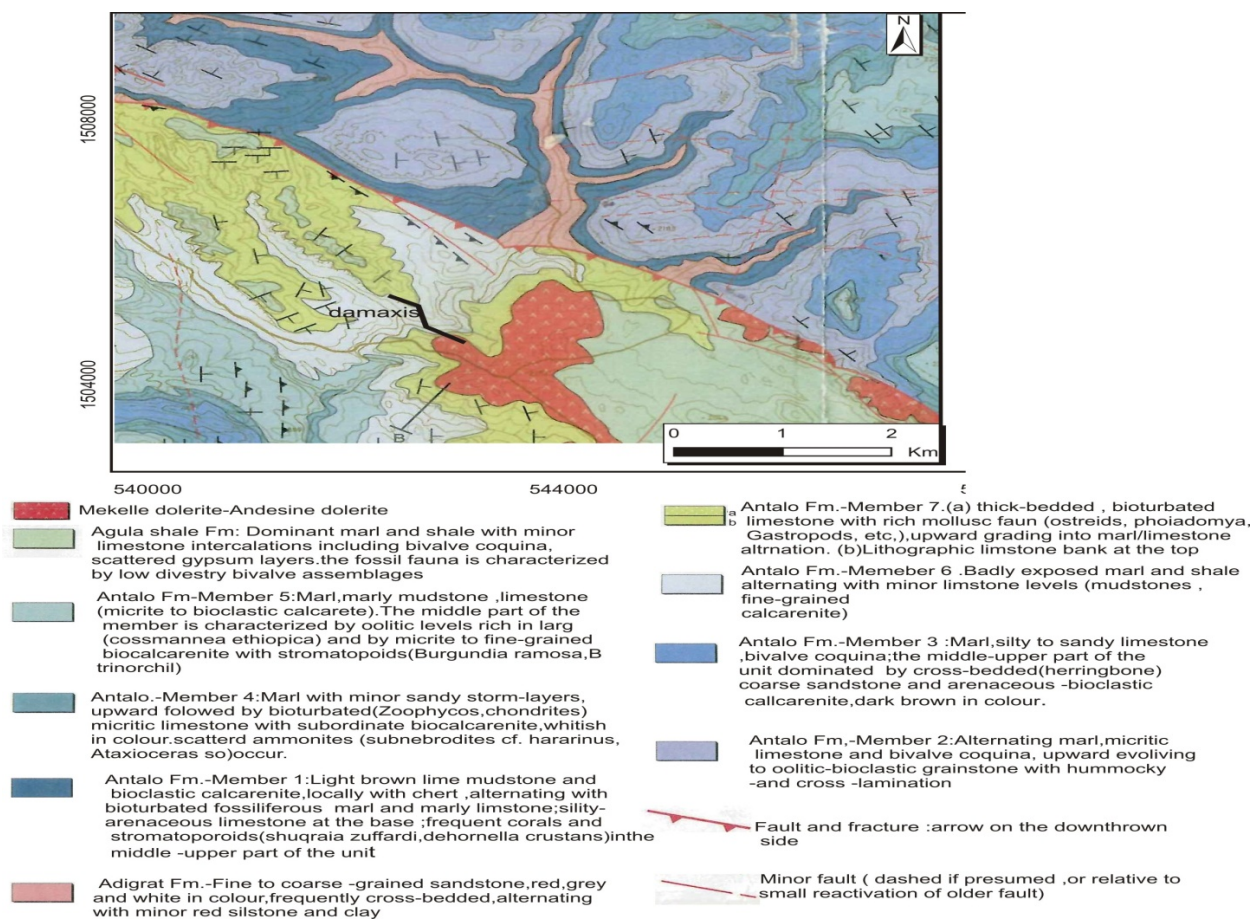 N
1508000
1504000
damaxis
B
0 1 2
Km
540000 544000
Mekelle dolerite-Andesine dolerite
Agula shale Fm: Dominant marl and shale with minor
limestone intercalations including bivalve coquina,
scattered gypsum layers.the fossil fauna is characterized
by low divestry bivalve assemblages
Antalo Fm-Member 5:Marl,marly mudstone ,limestone
(micrite to bioclastic calcarete).The middle part of the
member is characterized by oolitic levels rich in larg
(cossmannea ethiopica) and by micrite to fine-grained
biocalcarenite with stromatopoids(Burgundia ramosa,B
trinorchil)
Antalo.-Member 4:Marl with minor sandy storm-layers,
upward folowed by bioturbated(Zoophycos,chondrites)
micritic limestone with subordinate biocalcarenite,whitish
in colour.scatterd ammonites (subnebrodites cf. hararinus,
Ataxioceras so)occur.
Antalo Fm.-Member 1:Light brown lime mudstone and
bioclastic calcarenite,locally with chert ,alternating with
bioturbated fossiliferous marl and marly limstone;sility-
arenaceous limestone at the base ;frequent corals and
stromatoporoids(shuqraia zuffardi,dehornella crustans)inthe
middle -upper part of the unit
Adigrat Fm.-Fine to coarse -grained sandstone,red,grey
and white in colour,frequently cross-bedded,alternating
with minor red silstone and clay
a
b
Antalo Fm.-Member 7.(a) thick-bedded , bioturbated
limestone with rich mollusc faun (ostreids, phoiadomya,
Gastropods, etc,),upward grading into marl/limestone
altrnation. (b)Lithographic limstone bank at the top
Antalo Fm.-Memeber 6 .Badly exposed marl and shale
alternating with minor limstone levels (mudstones ,
fine-grained
calcarenite)
Antalo Fm.-Member 3 :Marl,silty to sandy limestone
,bivalve coquina;the middle-upper part of the
unit dominated by cross-bedded(herringbone)
coarse sandstone and arenaceous -bioclastic
callcarenite,dark brown in colour.
Antalo Fm,-Member 2:Alternating marl,micritic
limestone and bivalve coquina, upward evoliving
to oolitic-bioclastic grainstone with hummocky
-and cross -lamination
Fault and fracture :arrow on the downthrown
side
Minor fault ( dashed if presumed ,or relative to
small reactivation of older fault)